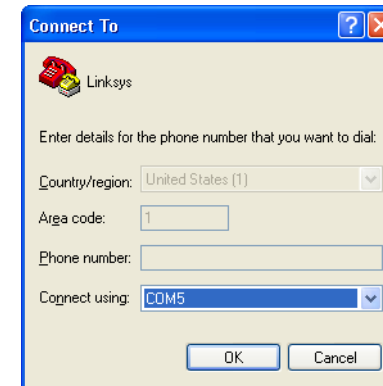 Connect To
Linksys
Enter details for the phone number that you want to dial:
Country/region: United States (1)
Area code: 1
Phone number:
Connect using: COM5
OK Cancel